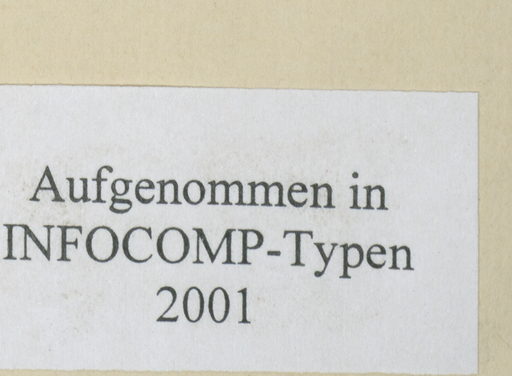 Aufgenommen in
INFOCOMP-Typen
2001